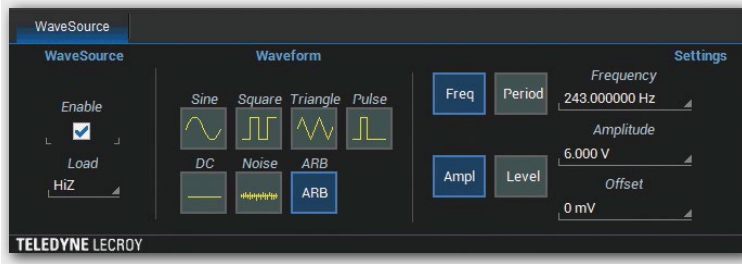 WaveSource
WaveSource
Waveform
Settings
Enable
Load
HiZ
Sine Square Triangle Pulse
DC Noise ARB
ARB
Freq Period
Frequency
243.000000 Hz
Amplitude
6.000 V
Ampl Level
Offset
0 mV
TELEDYNE LECROY